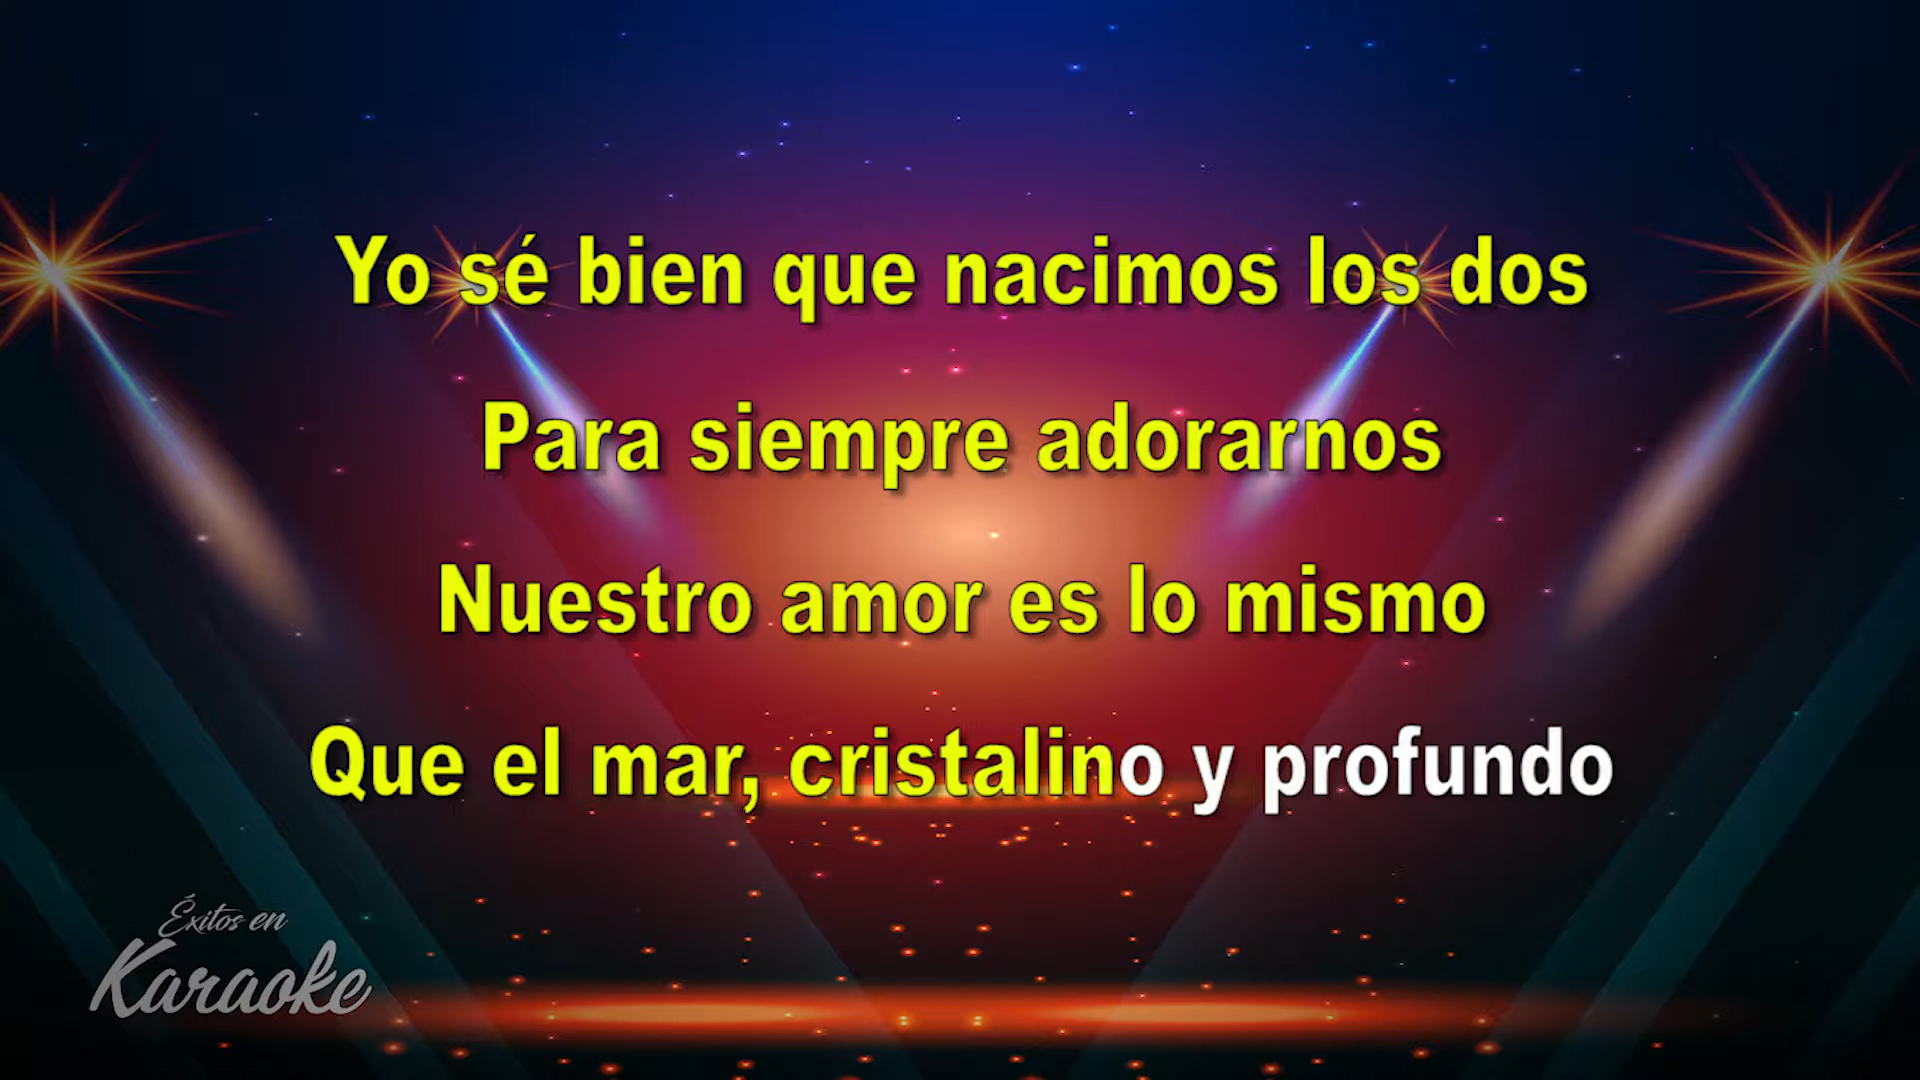 Yo sé bien que nacimos los dos
Para siempre adorarnos
Nuestro amor es lo mismo
Que el mar, cristalino y profundo
Éxitos en
Karaoke